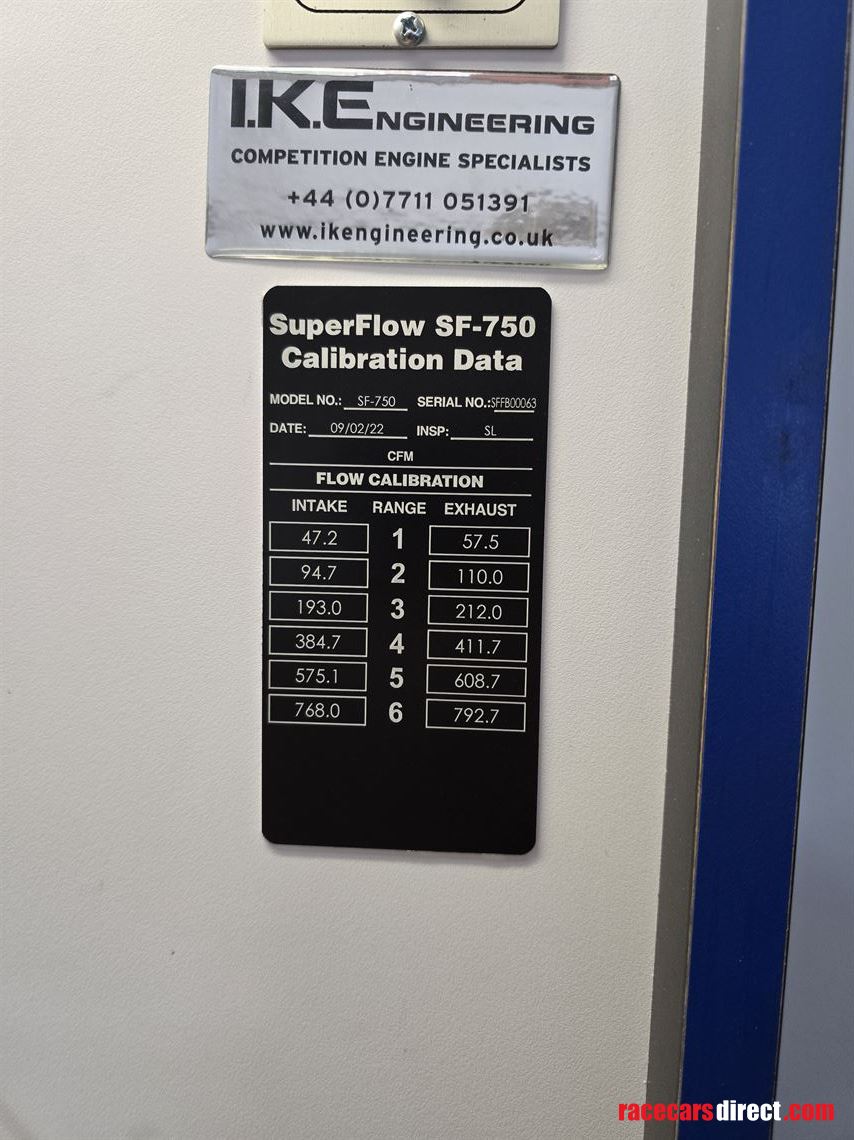 I.K.ENGINEERING
COMPETITION ENGINE SPECIALISTS
+44 (0)7711 051391
www.ikengineering.co.uk
SuperFlow SF-750
Calibration Data
MODEL NO.: SF-750 SERIAL NO.: SFFB00063
DATE: 09/02/22 INSP: SL
CFM
FLOW CALIBRATION
INTAKE RANGE EXHAUST
47.2 1 57.5
94.7 2 110.0
193.0 3 212.0
384.7 4 411.7
575.1 5 608.7
768.0 6 792.7
racecarsdirect.com